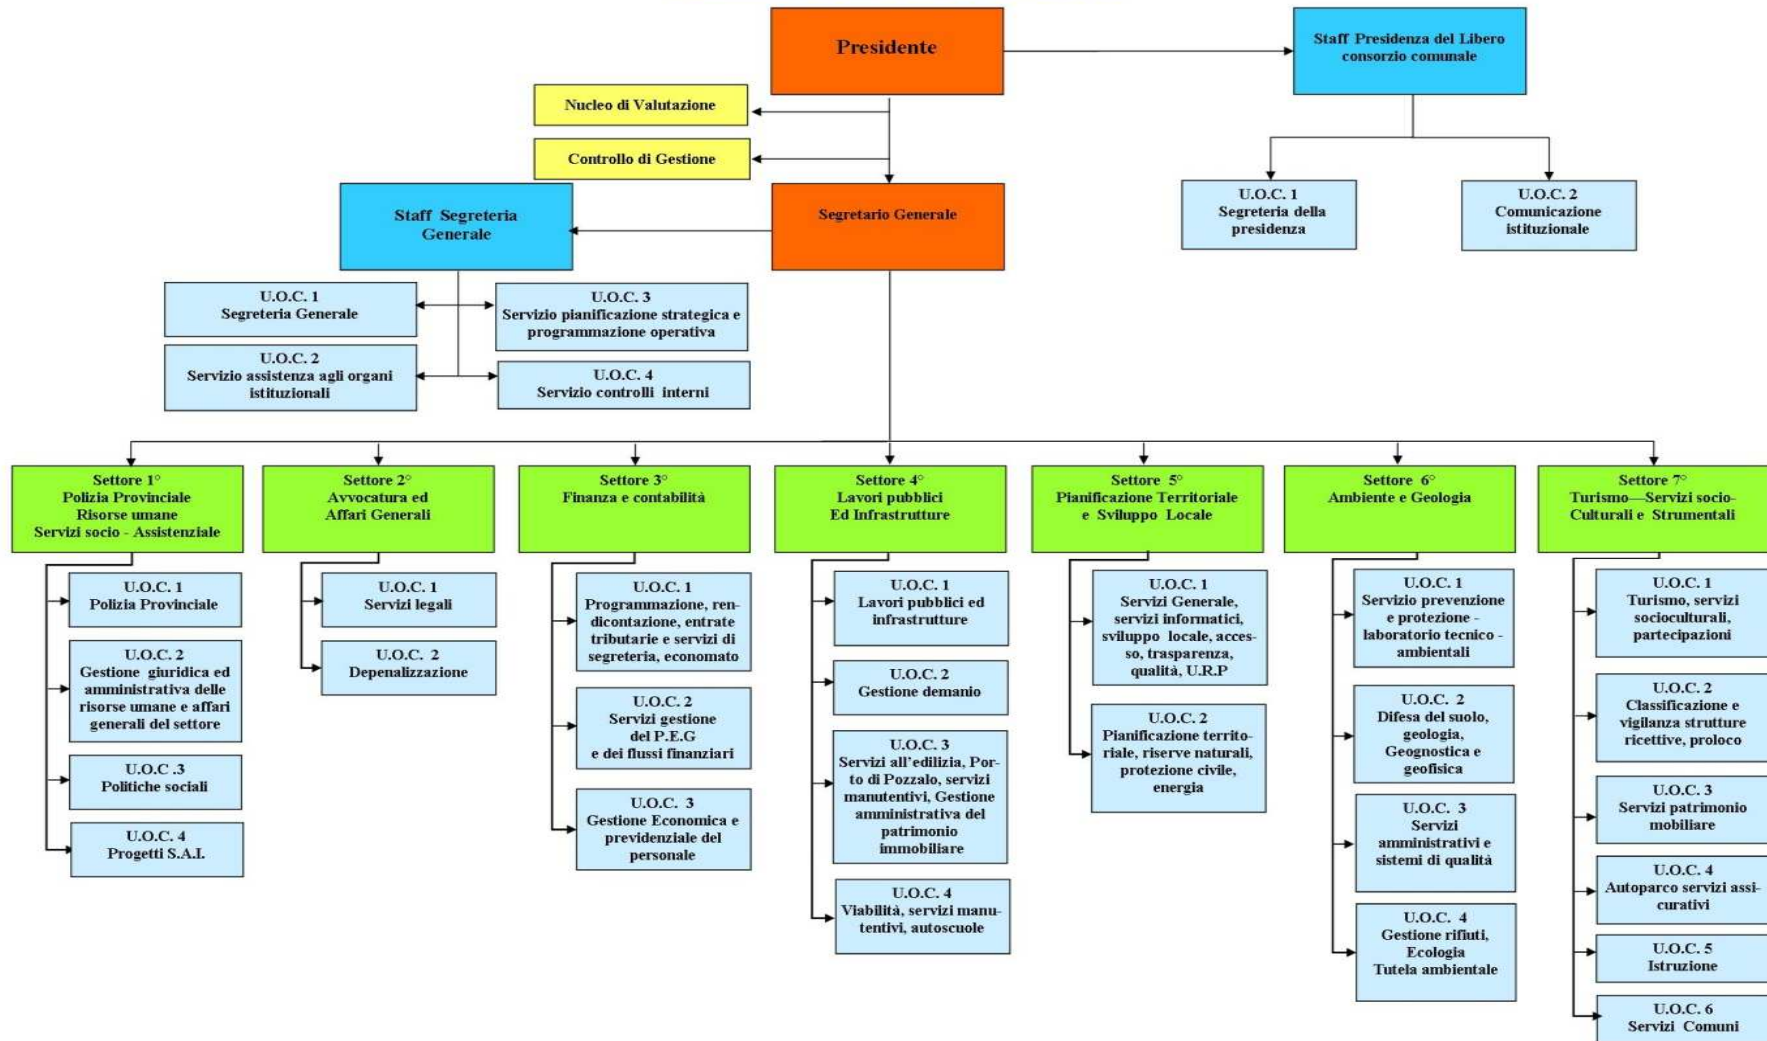 Presidente
Staff Presidenza del Libero
consorzio comunale
Nucleo di Valutazione
Controllo di Gestione
U.O.C. 1
Segreteria della
presidenza
U.O.C. 2
Comunicazione
istituzionale
Staff Segreteria
Generale
Segretario Generale
U.O.C. 1
Segreteria Generale
U.O.C. 3
Servizio pianificazione strategica e
programmazione operativa
U.O.C. 2
Servizio assistenza agli organi
istituzionali
U.O.C. 4
Servizio controlli interni
Settore 1°
Polizia Provinciale
Risorse umane
Servizi socio - Assistenziale
Settore 2°
Avvocatura ed
Affari Generali
Settore 3°
Finanza e contabilità
Settore 4°
Lavori pubblici
Ed Infrastrutture
Settore 5°
Pianificazione Territoriale
e Sviluppo Locale
Settore 6°
Ambiente e Geologia
Settore 7°
Turismo—Servizi socio-
Culturali e Strumentali
U.O.C. 1
Polizia Provinciale
U.O.C. 2
Gestione giuridica ed
amministrativa delle
risorse umane e affari
generali del settore
U.O.C .3
Politiche sociali
U.O.C. 4
Progetti S.A.I.
U.O.C. 1
Servizi legali
U.O.C. 2
Depenalizzazione
U.O.C. 1
Programmazione, ren-
dicontazione, entrate
tributarie e servizi di
segreteria, economato
U.O.C. 2
Servizi gestione
del P.E.G
e dei flussi finanziari
U.O.C. 3
Gestione Economica e
previdenziale del
personale
U.O.C. 1
Lavori pubblici ed
infrastrutture
U.O.C. 2
Gestione demanio
U.O.C. 3
Servizi all'edilizia, Por-
to di Pozzalo, servizi
manutentivi, Gestione
amministrativa del
patrimonio
immobiliare
U.O.C. 4
Viabilità, servizi manu-
tentivi, autoscuole
U.O.C. 1
Servizi Generale,
servizi informatici,
sviluppo locale, acces-
so, trasparenza,
qualità, U.R.P
U.O.C. 2
Pianificazione territo-
riale, riserve naturali,
protezione civile,
energia
U.O.C. 1
Servizio prevenzione
e protezione -
laboratorio tecnico -
ambientali
U.O.C. 2
Difesa del suolo,
geologia,
Geognostica e
geofisica
U.O.C. 3
Servizi
amministrativi e
sistemi di qualità
U.O.C. 4
Gestione rifiuti,
Ecologia
Tutela ambientale
U.O.C. 1
Turismo, servizi
socioculturali,
partecipazioni
U.O.C. 2
Classificazione e
vigilanza strutture
ricettive, proloco
U.O.C. 3
Servizi patrimonio
mobiliare
U.O.C. 4
Autoparco servizi assi-
curativi
U.O.C. 5
Istruzione
U.O.C. 6
Servizi Comuni